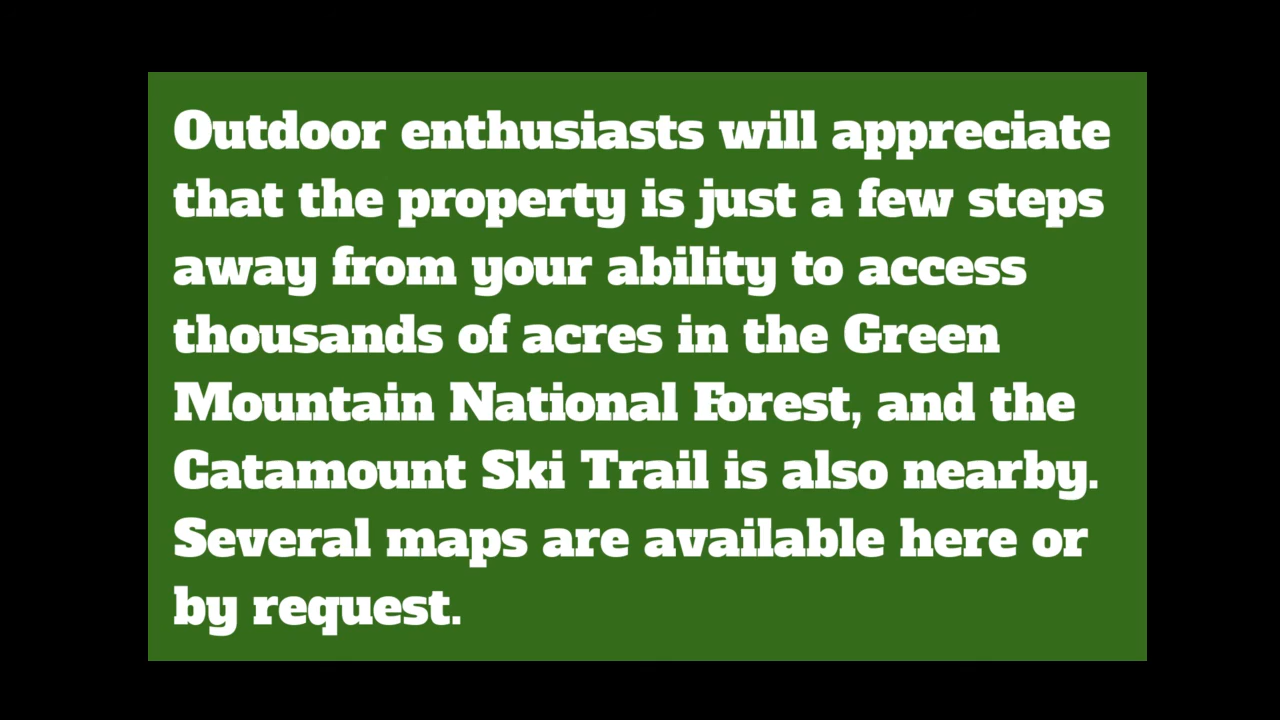 Outdoor enthusiasts will appreciate
that the property is just a few steps
away from your ability to access
thousands of acres in the Green
Mountain National Forest, and the
Catamount Ski Trail is also nearby.
Several maps are available here or
by request.